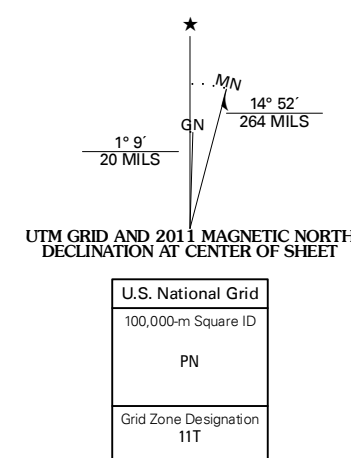 ★
MN
GN
14° 52´
264 MILS
1° 9´
20 MILS
UTM GRID AND 2011 MAGNETIC NORTH
DECLINATION AT CENTER OF SHEET
U.S. National Grid
100,000-m Square ID
PN
Grid Zone Designation
11T